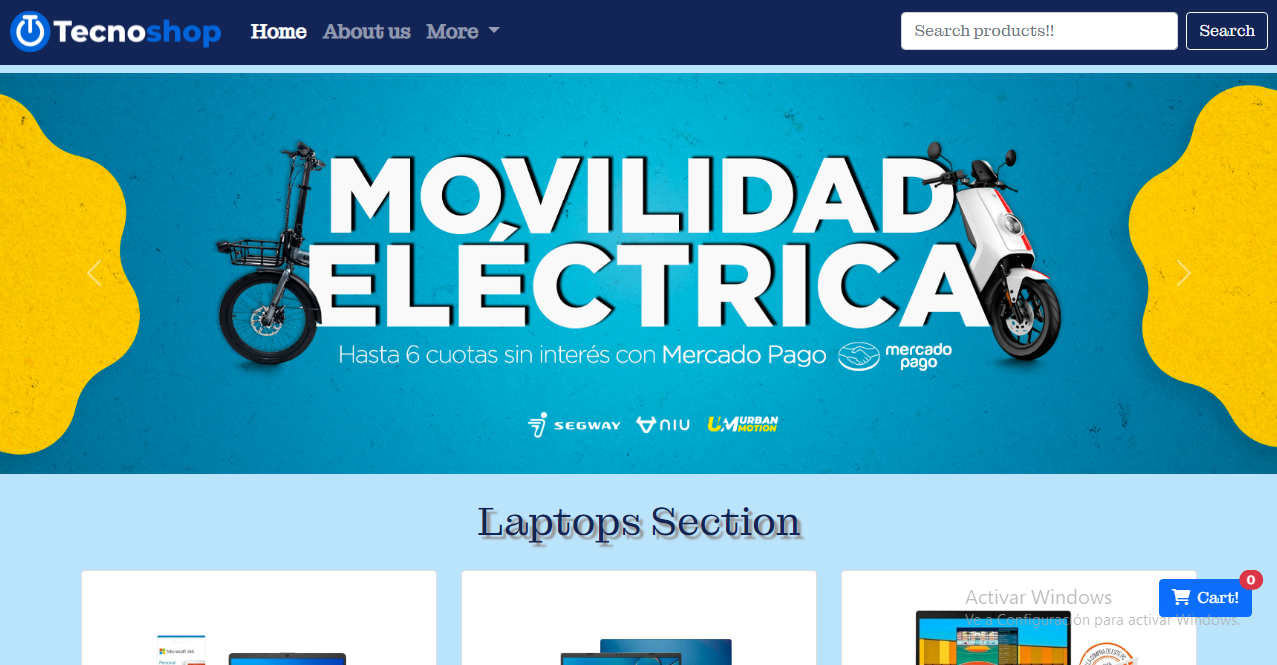 Tecnoshop
Home
About us
More
Search products!!
Search
MOVILIDAD
ELÉCTRICA
Hasta 6 cuotas sin interés con Mercado Pago
mercado
pago
SEGWAY
NIU
UM URBAN
MOTION
Laptops Section
Microsoft 365
Personal
0
Cart!
Activar Windows
Ve a Configuración para activar Windows.